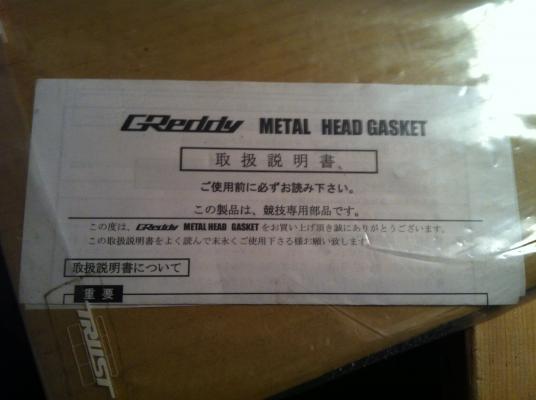 GReddy METAL HEAD GASKET
取扱説明書
ご使用前に必ずお読み下さい。
この製品は、競技専用部品です。
この度は、GReddy METAL HEAD GASKET をお買い上げ頂き誠にありがとうございます。
この取扱説明書をよく読んで末永くご使用下さる様お願い致します
取扱説明書について
重要
TRUST